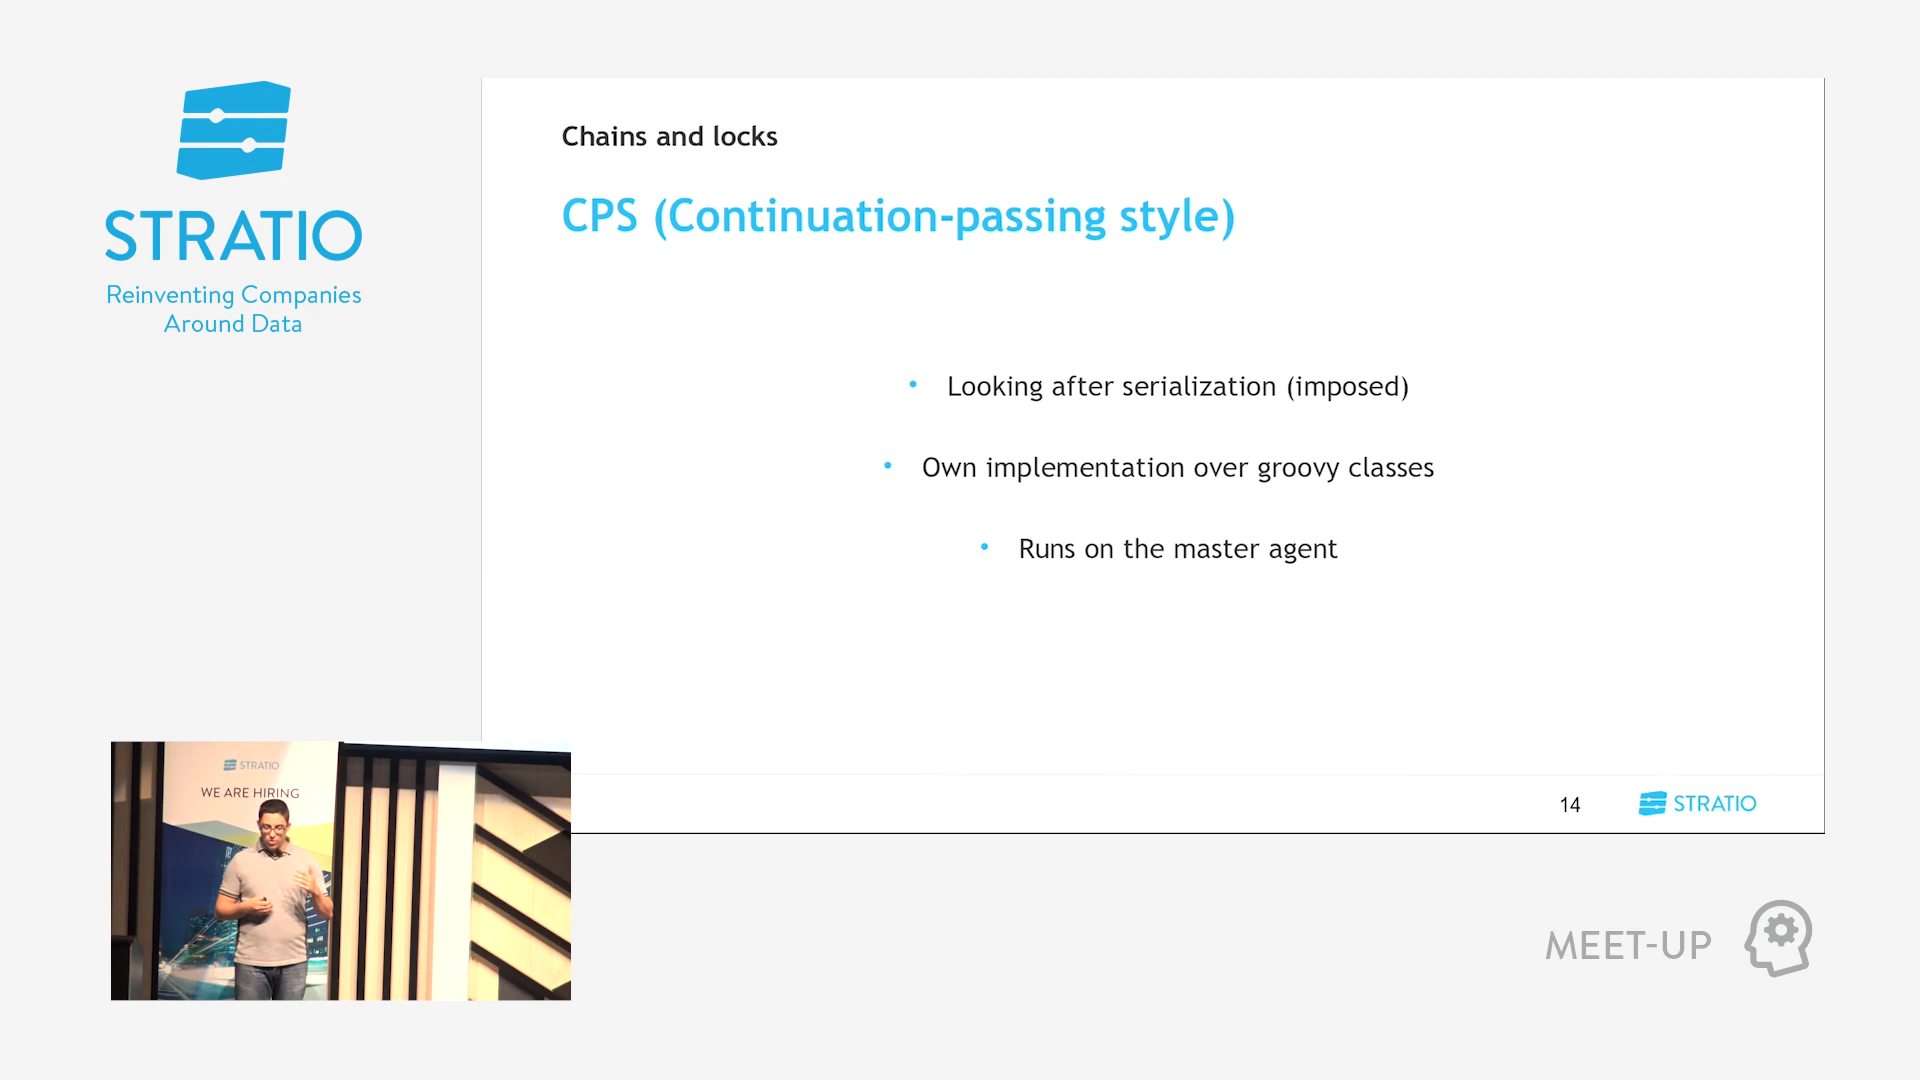 STRATIO
Reinventing Companies
Around Data
Chains and locks
CPS (Continuation-passing style)
• Looking after serialization (imposed)
• Own implementation over groovy classes
• Runs on the master agent
14
STRATIO
STRATIO
WE ARE HIRING
MEET-UP